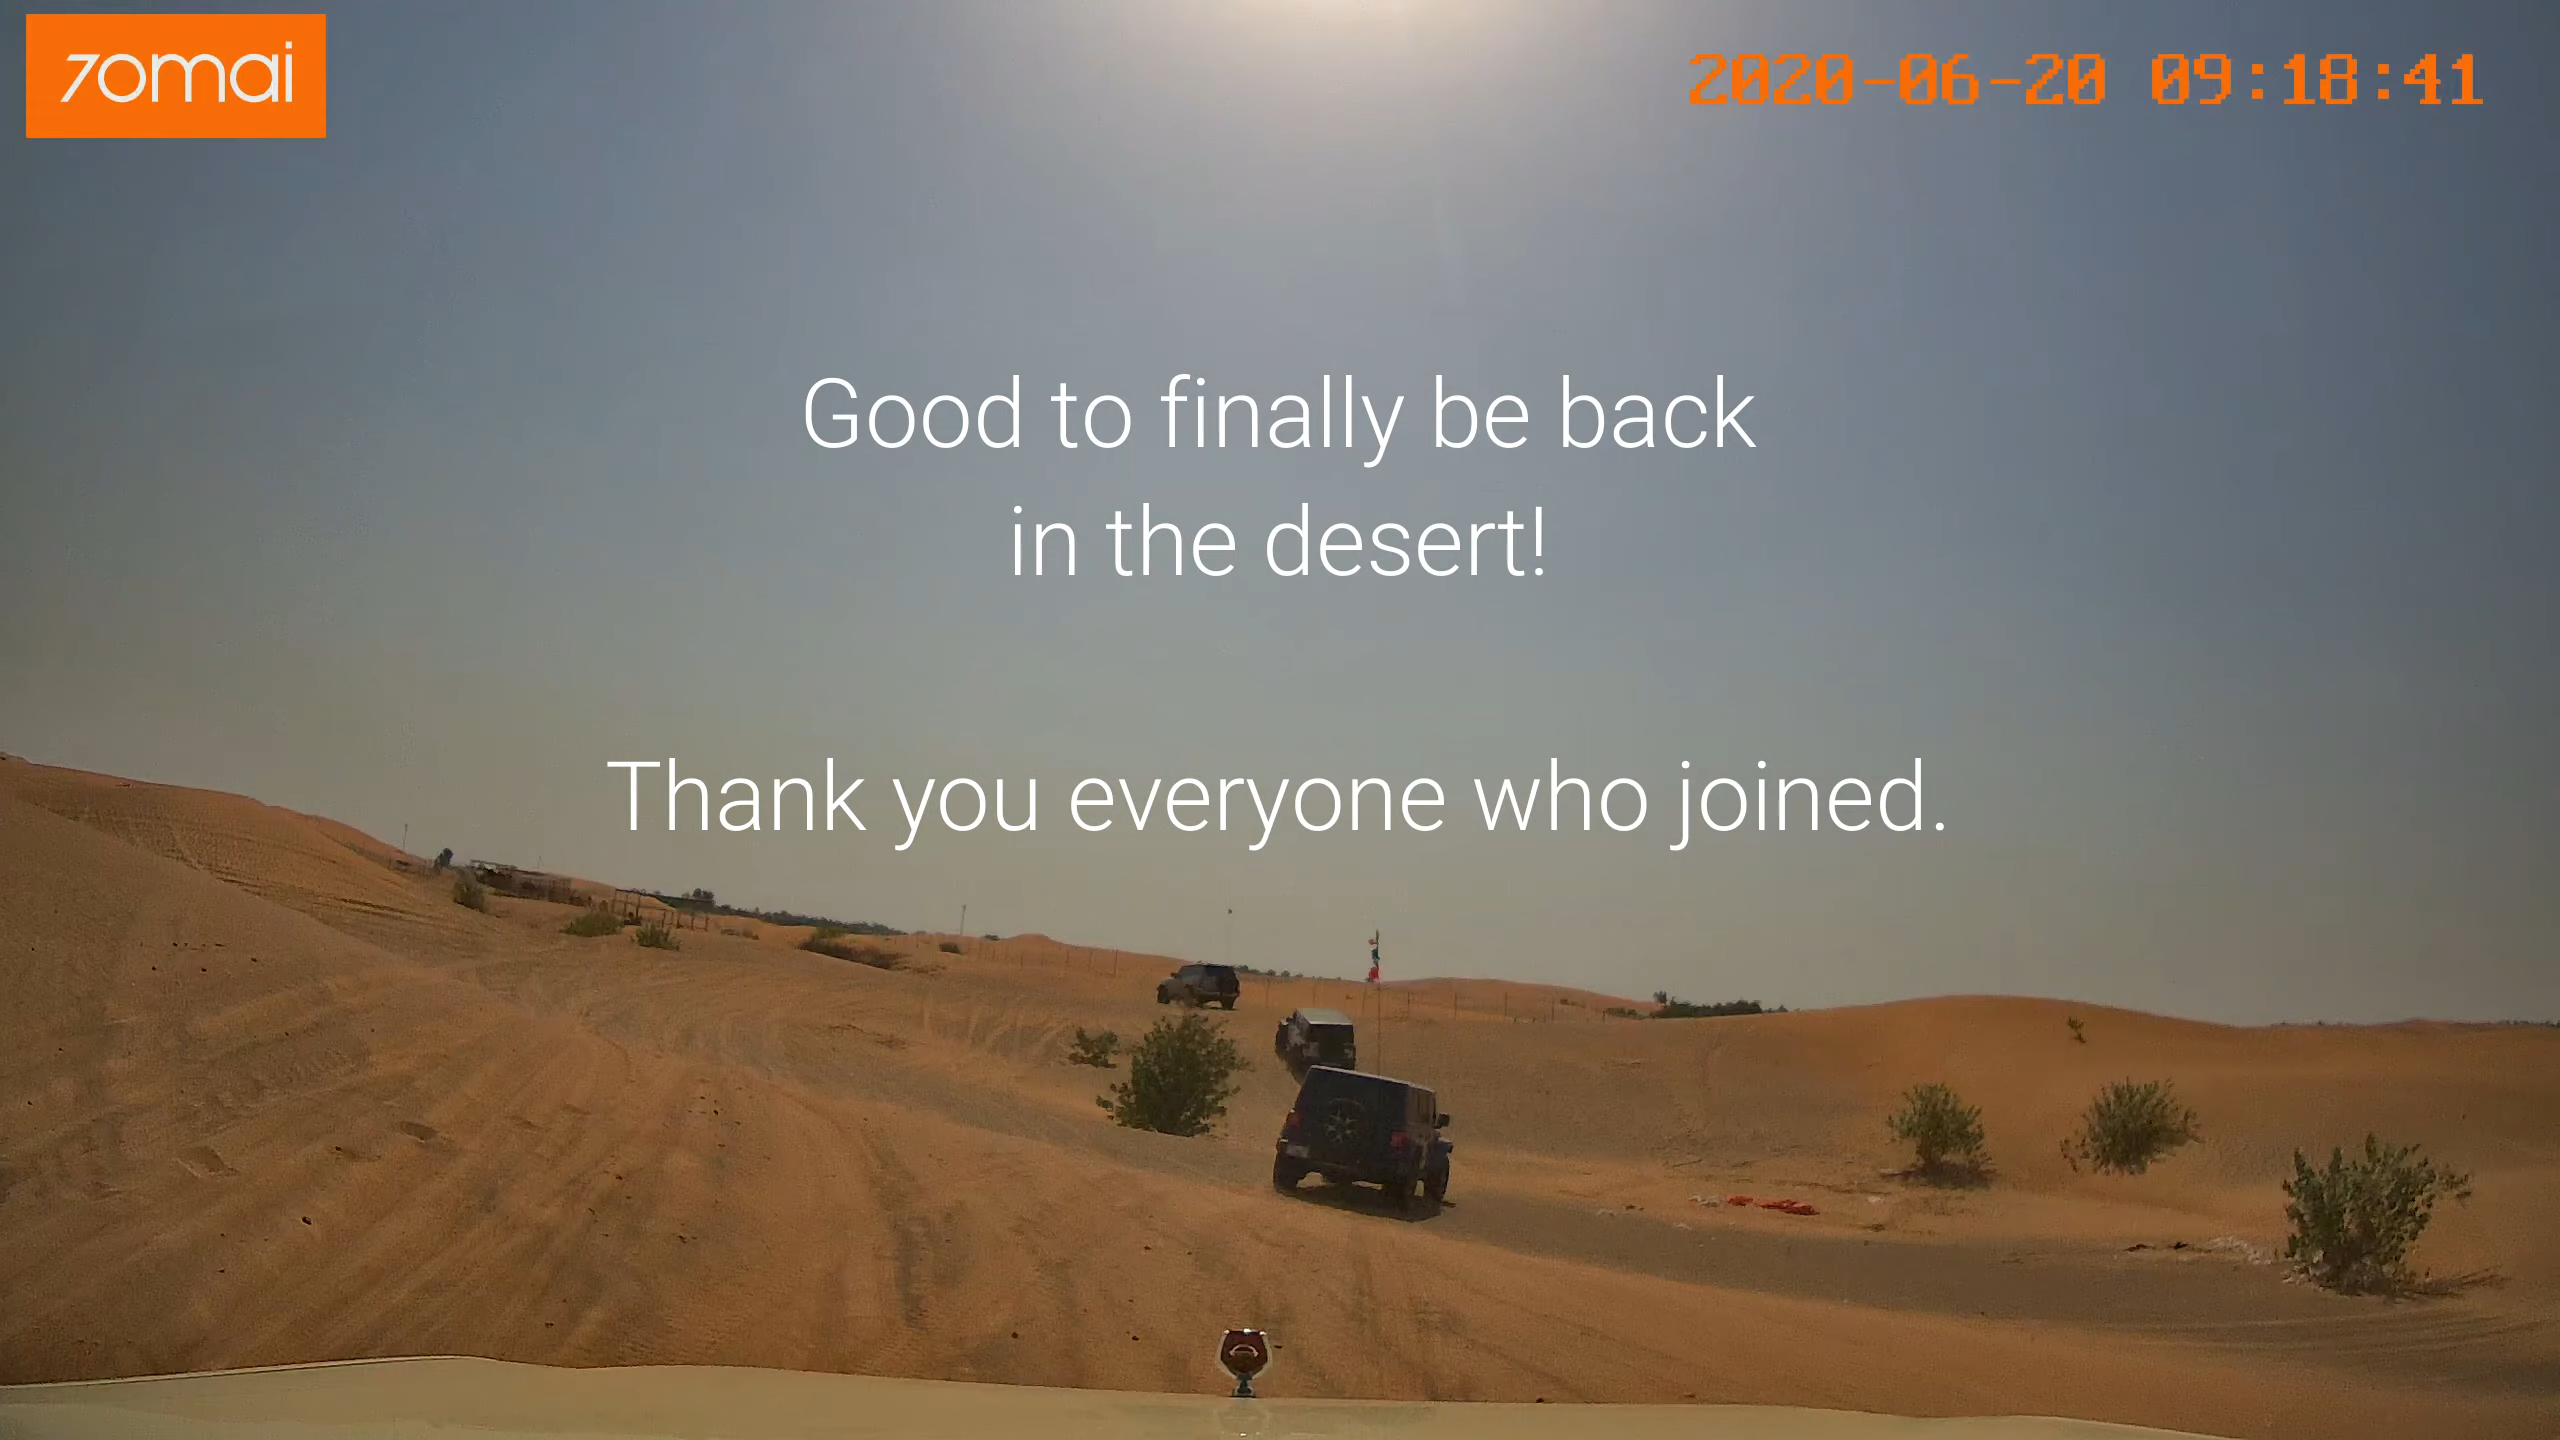 70mai
2020-06-20 09:18:41
Good to finally be back
in the desert!
Thank you everyone who joined.